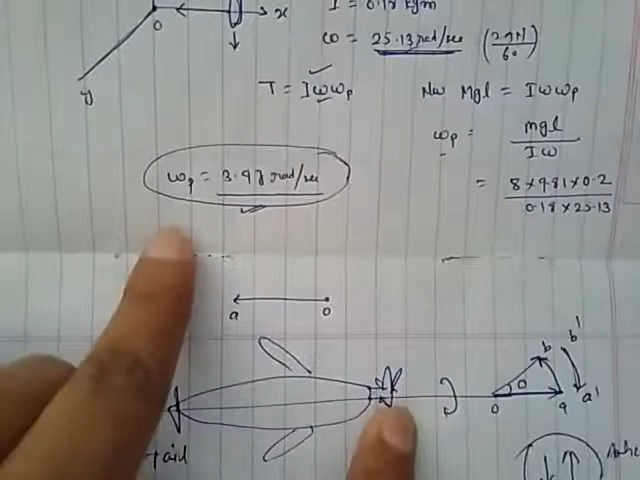 I = 0.18 kgm
x
O
ω = 25.13 rad/sec (2πN/60)
y
T = Iωωp
Now Mgl = Iωωp
ωp = mgl/Iω
ωp = 3.47 rad/sec
= 8×9.81×0.2/0.18×25.13
a
o
b
b'
θ
o
a
a'
Tail